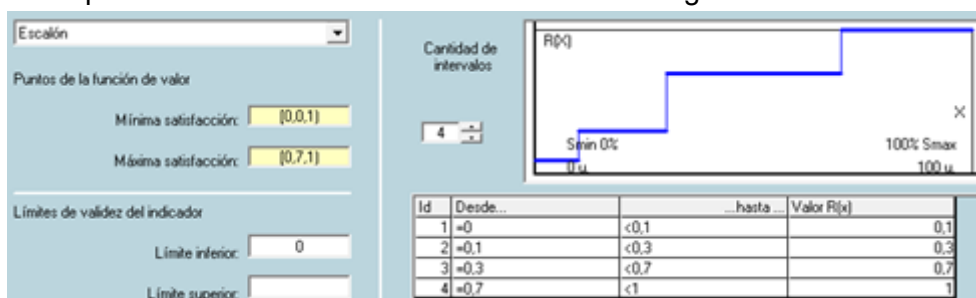 Escalón
Puntos de la función de valor
Mínima satisfacción: [0,0,1)
Máxima satisfacción: [0,7,1)
Límites de validez del indicador
Límite inferior: 0
Límite superior:
Cantidad de
intervalos
4
R(X)
X
Smin 0% 100% Smax
0 u. 100 u.
Id Desde... ...hasta ... Valor R(x)
1 =0 <0,1 0,1
2 =0,1 <0,3 0,3
3 =0,3 <0,7 0,7
4 =0,7 <1 1